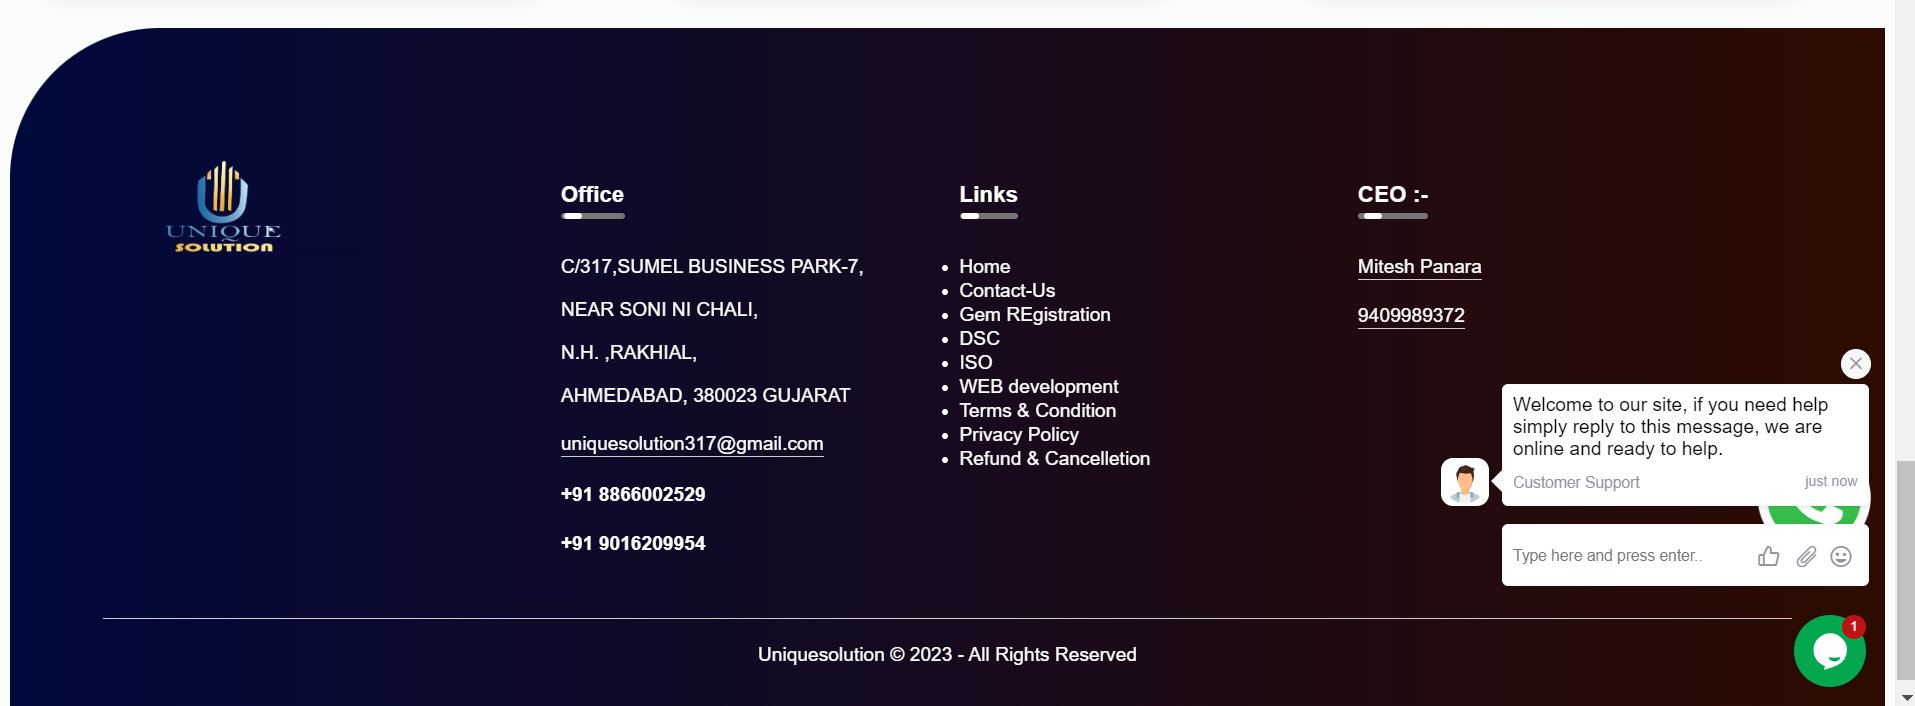 UNIQUE
SOLUTION
Office
C/317,SUMEL BUSINESS PARK-7,
NEAR SONI NI CHALI,
N.H. ,RAKHIAL,
AHMEDABAD, 380023 GUJARAT
uniquesolution317@gmail.com
+91 8866002529
+91 9016209954
Links
Home
Contact-Us
Gem REgistration
DSC
ISO
WEB development
Terms & Condition
Privacy Policy
Refund & Cancelletion
CEO :-
Mitesh Panara
9409989372
Welcome to our site, if you need help
simply reply to this message, we are
online and ready to help.
Customer Support just now
Type here and press enter..
1
Uniquesolution © 2023 - All Rights Reserved